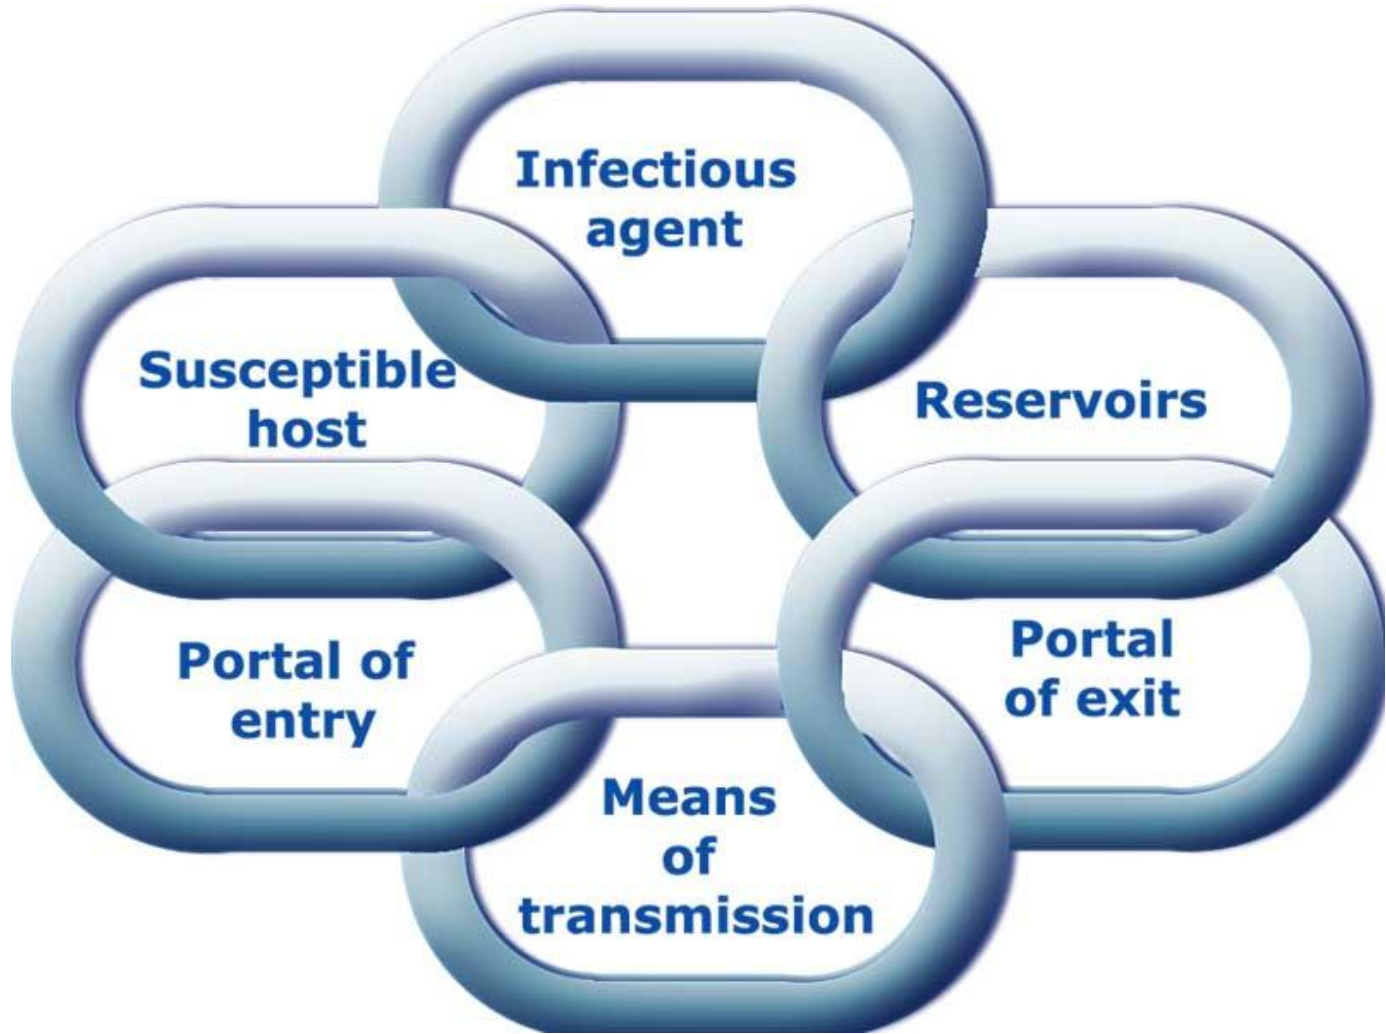 Infectious
agent
Reservoirs
Portal
of exit
Means
of
transmission
Portal of
entry
Susceptible
host